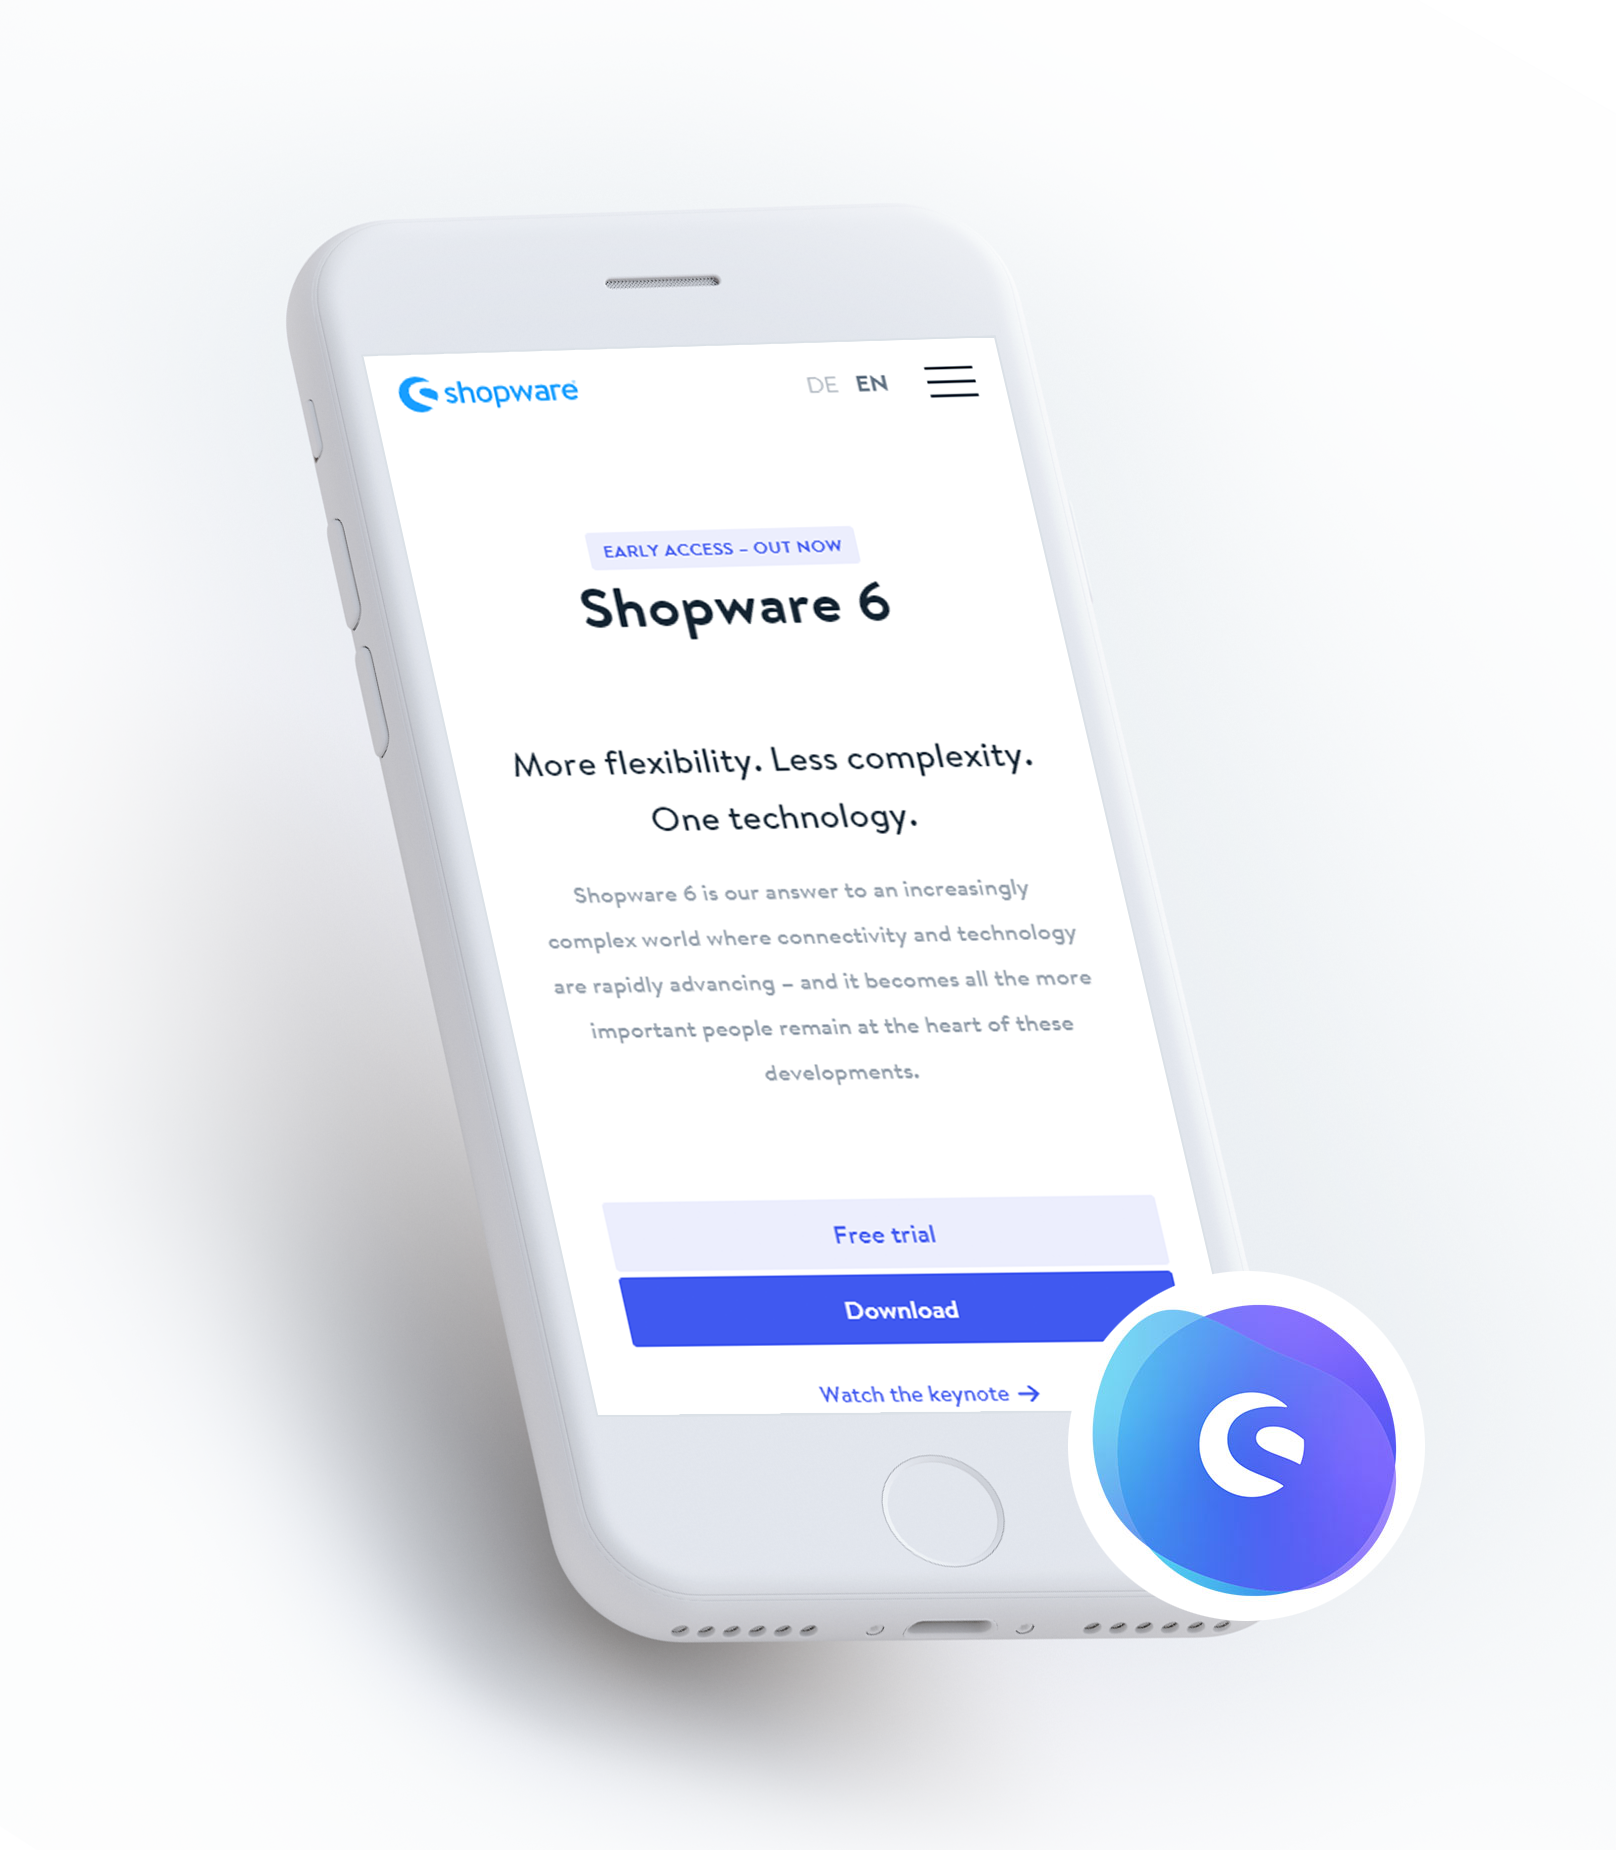 shopware
DE EN
EARLY ACCESS – OUT NOW
Shopware 6
More flexibility. Less complexity.
One technology.
Shopware 6 is our answer to an increasingly
complex world where connectivity and technology
are rapidly advancing – and it becomes all the more
important people remain at the heart of these
developments.
Free trial
Download
Watch the keynote →